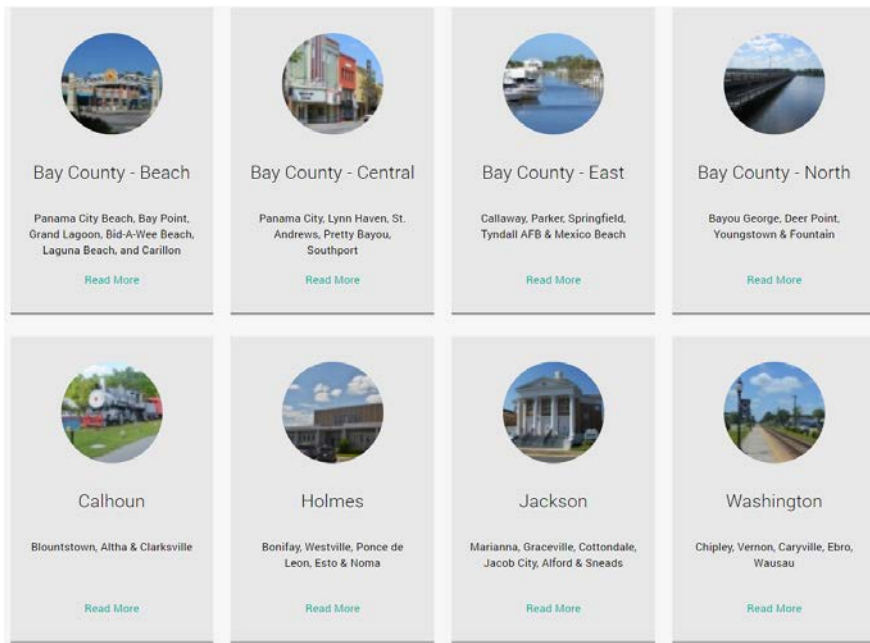 Bay County - Beach
Panama City Beach, Bay Point,
Grand Lagoon, Bid-A-Wee Beach,
Laguna Beach, and Carillon
Read More
Bay County - Central
Panama City, Lynn Haven, St.
Andrews, Pretty Bayou,
Southport
Read More
Bay County - East
Callaway, Parker, Springfield,
Tyndall AFB & Mexico Beach
Read More
Bay County - North
Bayou George, Deer Point,
Youngstown & Fountain
Read More
Calhoun
Blountstown, Altha & Clarksville
Read More
Holmes
Bonifay, Westville, Ponce de
Leon, Esto & Noma
Read More
Jackson
Marianna, Graceville, Cottondale,
Jacob City, Alford & Sneads
Read More
Washington
Chipley, Vernon, Caryville, Ebro,
Wausau
Read More